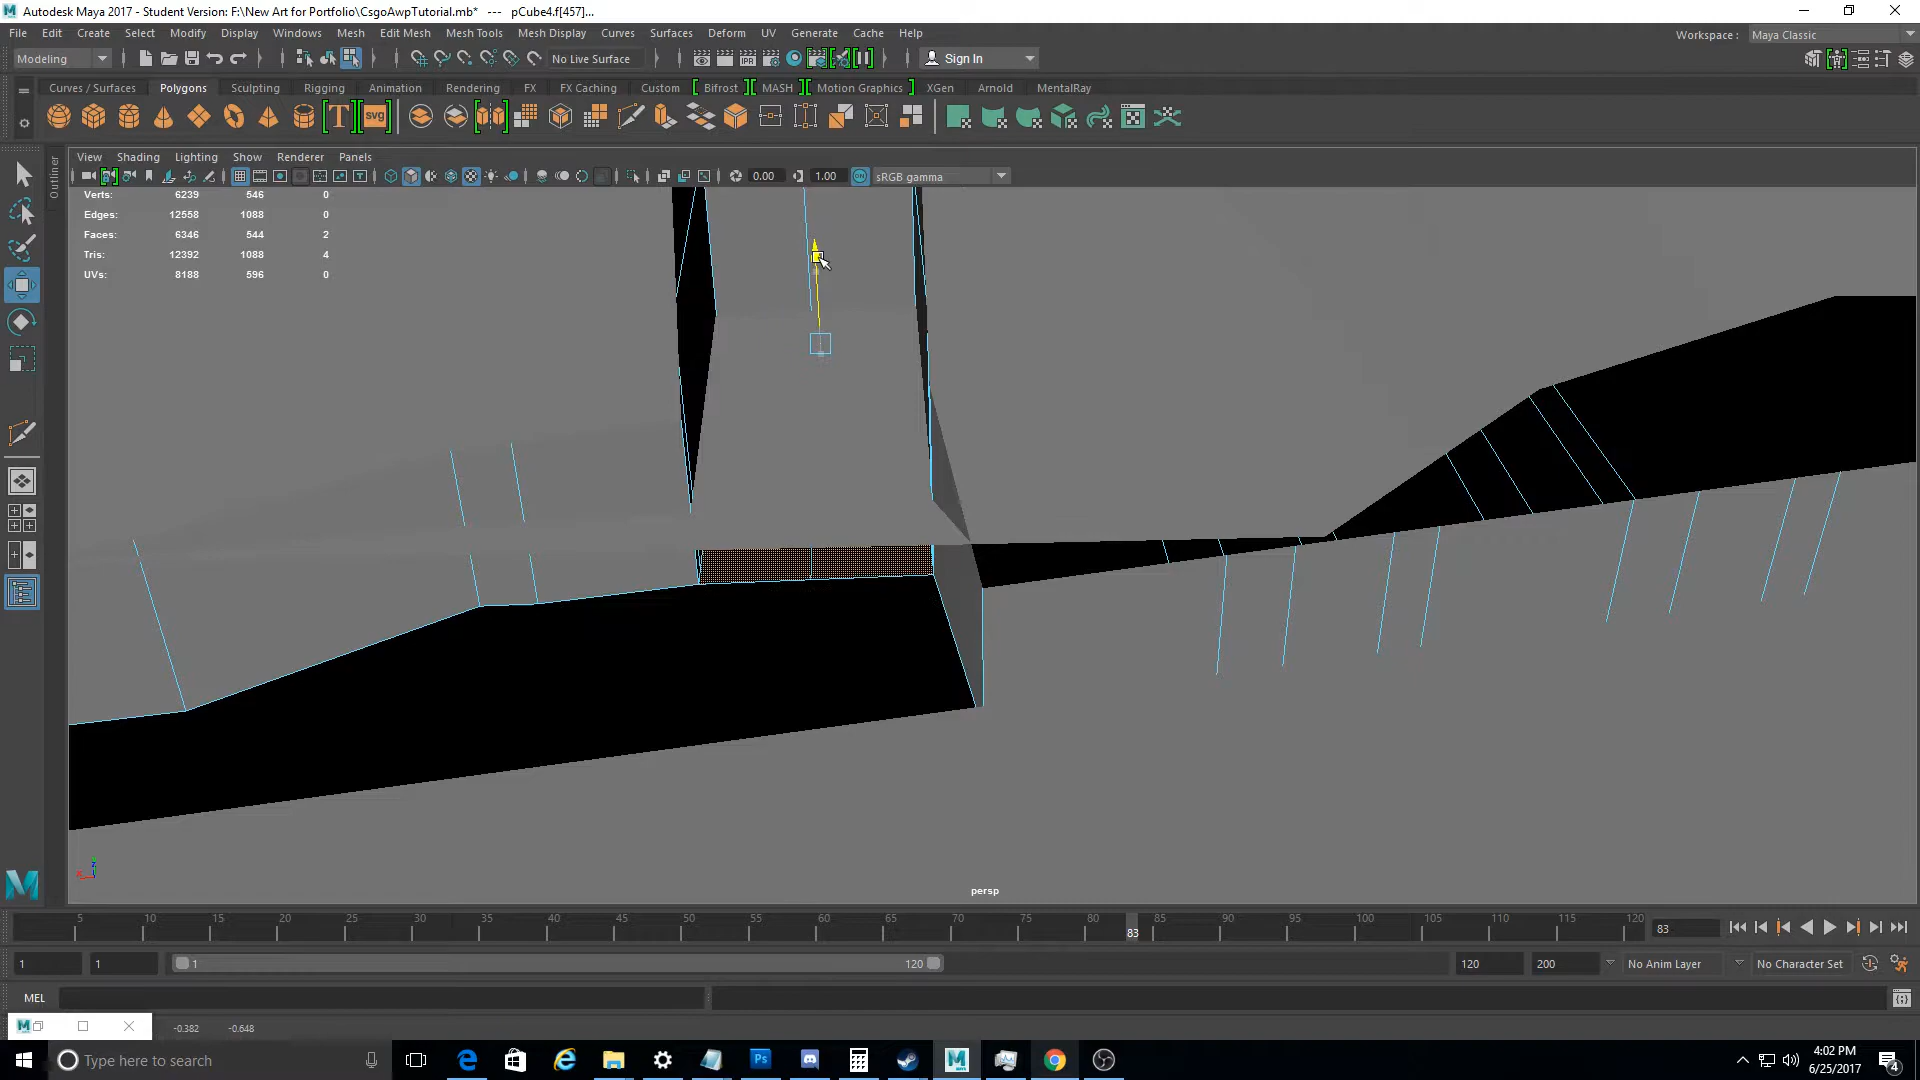 Autodesk Maya 2017 - Student Version: F:\New Art for Portfolio\CsgoAwpTutorial.mb* --- pCube4.f[457]...
File Edit Create Select Modify Display Windows Mesh Edit Mesh Mesh Tools Mesh Display Curves Surfaces Deform UV Generate Cache Help Workspace : Maya Classic
Modeling No Live Surface Sign In
Curves / Surfaces Polygons Sculpting Rigging Animation Rendering FX FX Caching Custom Bifrost MASH Motion Graphics XGen Arnold MentalRay
T SVG
View Shading Lighting Show Renderer Panels
0.00 1.00 ON sRGB gamma
Outliner
Verts: 6239 546 0
Edges: 12558 1088 0
Faces: 6346 544 2
Tris: 12392 1088 4
UVs: 8188 596 0
persp
5 10 15 20 25 30 35 40 45 50 55 60 65 70 75 80 85 90 95 100 105 110 115 120
83 83
1 1 1 120 120 200 No Anim Layer No Character Set
MEL
-0.382 -0.648
Type here to search
4:02 PM
6/25/2017
4